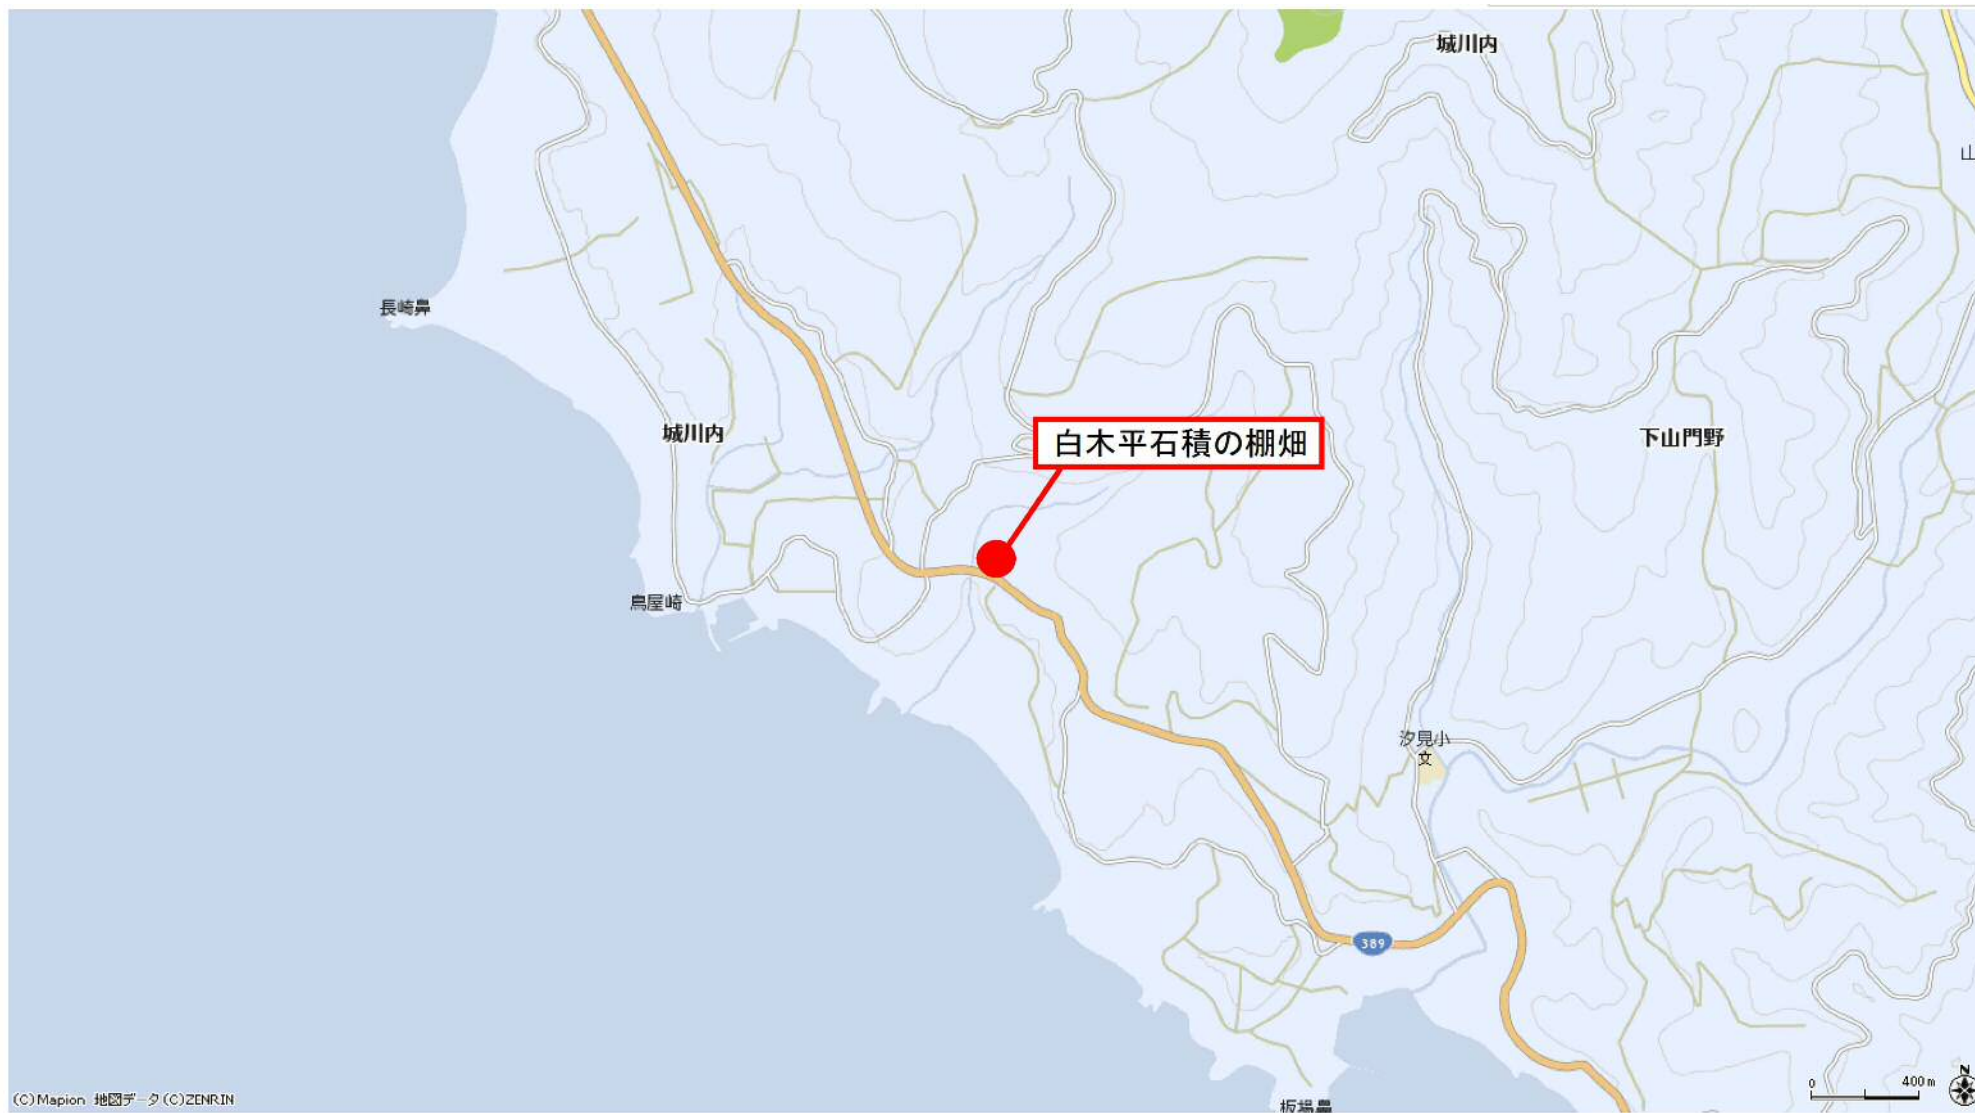 城川内
山
長崎鼻
城川内
白木平石積の棚畑
下山門野
鳥屋崎
汐見小
文
389
板場鼻
0 400m
N
(C)Mapion 地図データ(C)ZENRIN